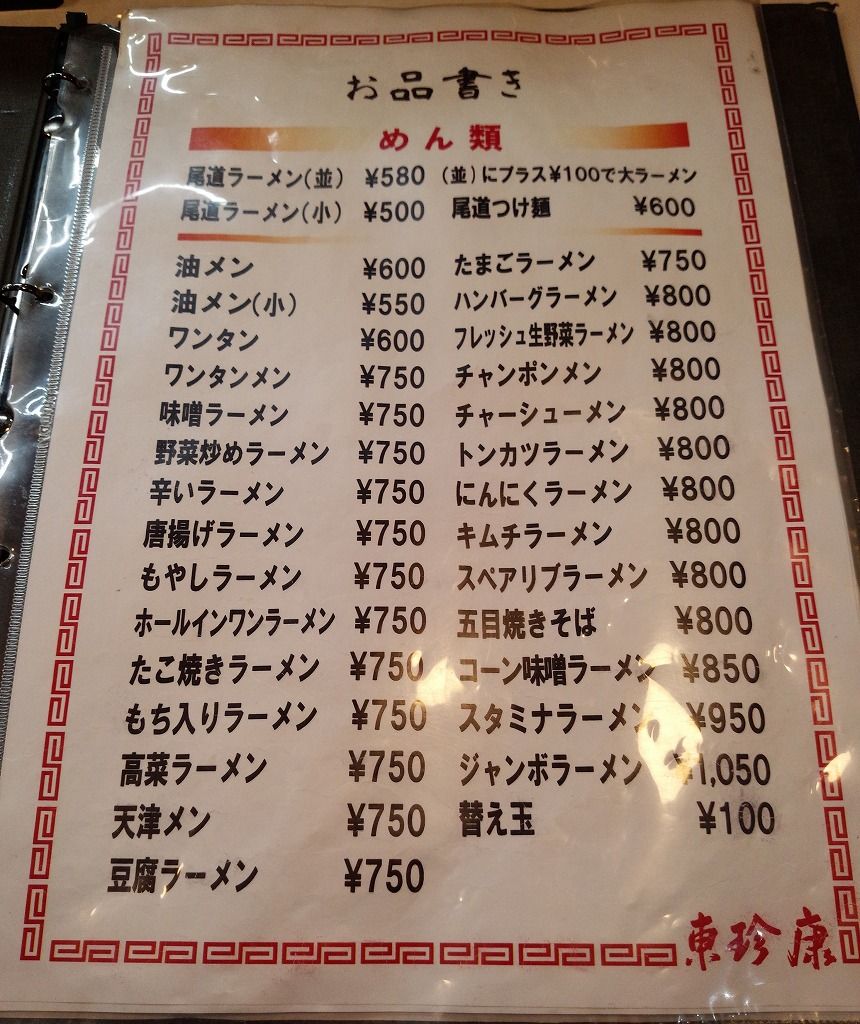 お品書き
めん類
尾道ラーメン(並) ¥580 (並)にプラス¥100で大ラーメン
尾道ラーメン(小) ¥500 尾道つけ麺 ¥600
油メン ¥600 たまごラーメン ¥750
油メン(小) ¥550 ハンバーグラーメン ¥800
ワンタン ¥600 フレッシュ生野菜ラーメン ¥800
ワンタンメン ¥750 チャンポンメン ¥800
味噌ラーメン ¥750 チャーシューメン ¥800
野菜炒めラーメン ¥750 トンカツラーメン ¥800
辛いラーメン ¥750 にんにくラーメン ¥800
唐揚げラーメン ¥750 キムチラーメン ¥800
もやしラーメン ¥750 スペアリブラーメン ¥800
ホールインワンラーメン ¥750 五目焼きそば ¥800
たこ焼きラーメン ¥750 コーン味噌ラーメン ¥850
もち入りラーメン ¥750 スタミナラーメン ¥950
高菜ラーメン ¥750 ジャンボラーメン ¥1,050
天津メン ¥750 替え玉 ¥100
豆腐ラーメン ¥750
東珍康